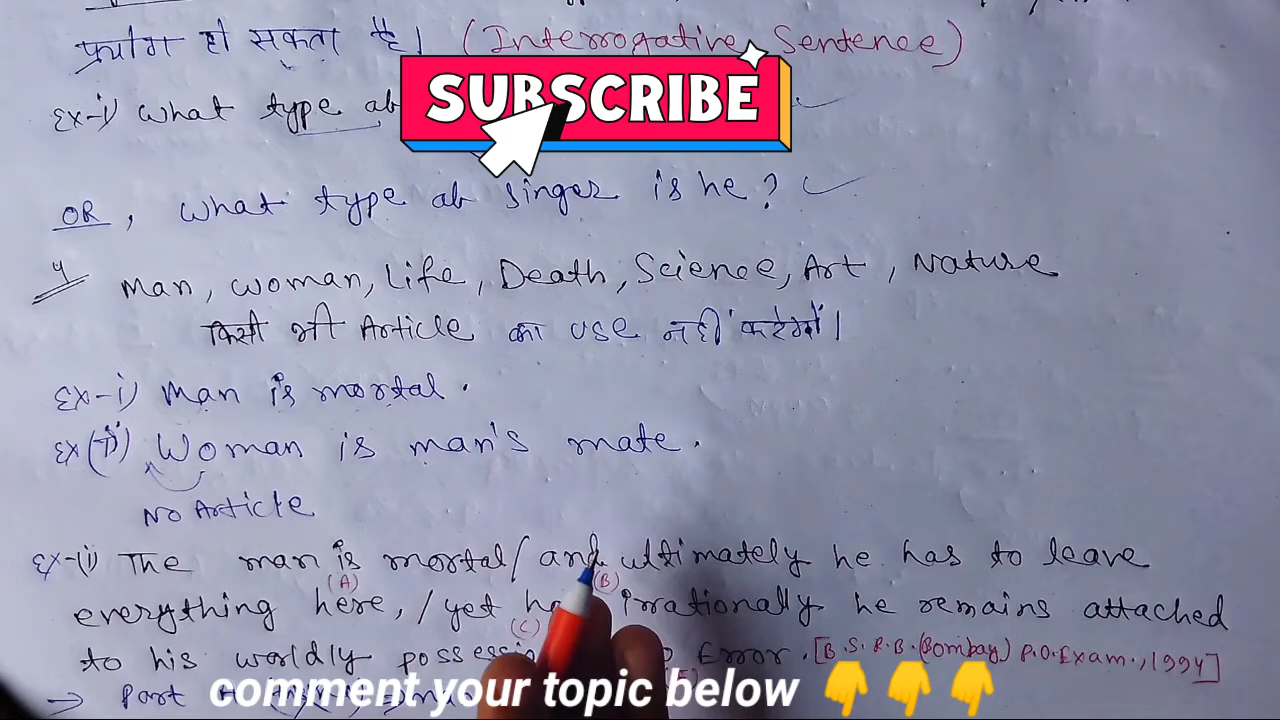 प्रयोग हो सकता है। (Interrogative Sentence)
SUBSCRIBE
Ex-i) What type
OR, What type of singer is he?
4 Man, woman, Life, Death, Science, Art, Nature
किसी भी Article का use नहीं करेगें।
Ex-i) Man is mortal.
Ex(ii) Woman is man's mate.
No Article
Ex-(i) The man is mortal/ and ultimately he has to leave
(A) (B)
everything here, /yet irrationally he remains attached
(C)
to his worldly Error. [B.S.R.B. (Bombay) P.O. Exam., 1994]
→ Part
comment your topic below 👇👇👇